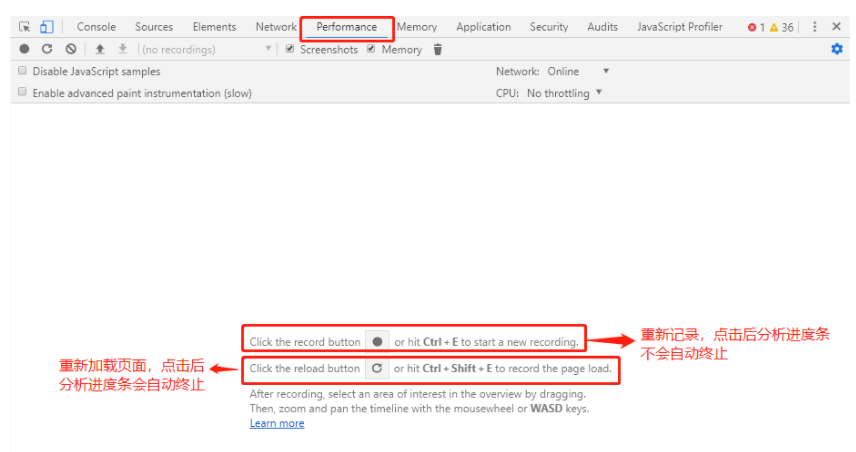 Console Sources Elements Network Performance Memory Application Security Audits JavaScript Profiler 1 36
(no recordings) Screenshots Memory
Disable JavaScript samples Network: Online
Enable advanced paint instrumentation (slow) CPU: No throttling
Click the record button or hit Ctrl + E to start a new recording.
重新记录，点击后分析进度条
不会自动终止
Click the reload button or hit Ctrl + Shift + E to record the page load.
重新加载页面，点击后
分析进度条会自动终止
After recording, select an area of interest in the overview by dragging.
Then, zoom and pan the timeline with the mousewheel or WASD keys.
Learn more